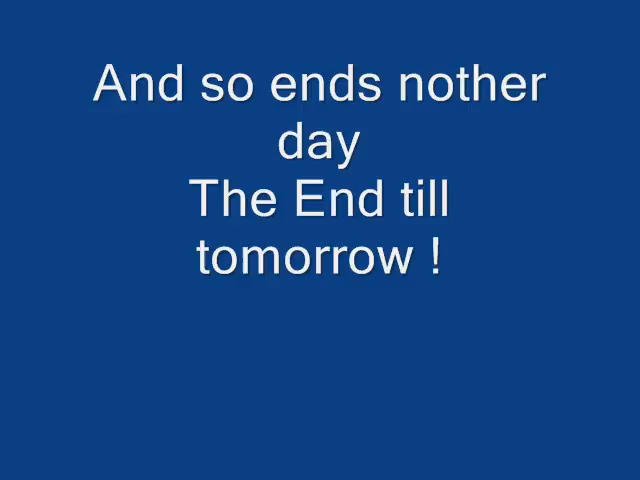 And so ends nother
day
The End till
tomorrow !